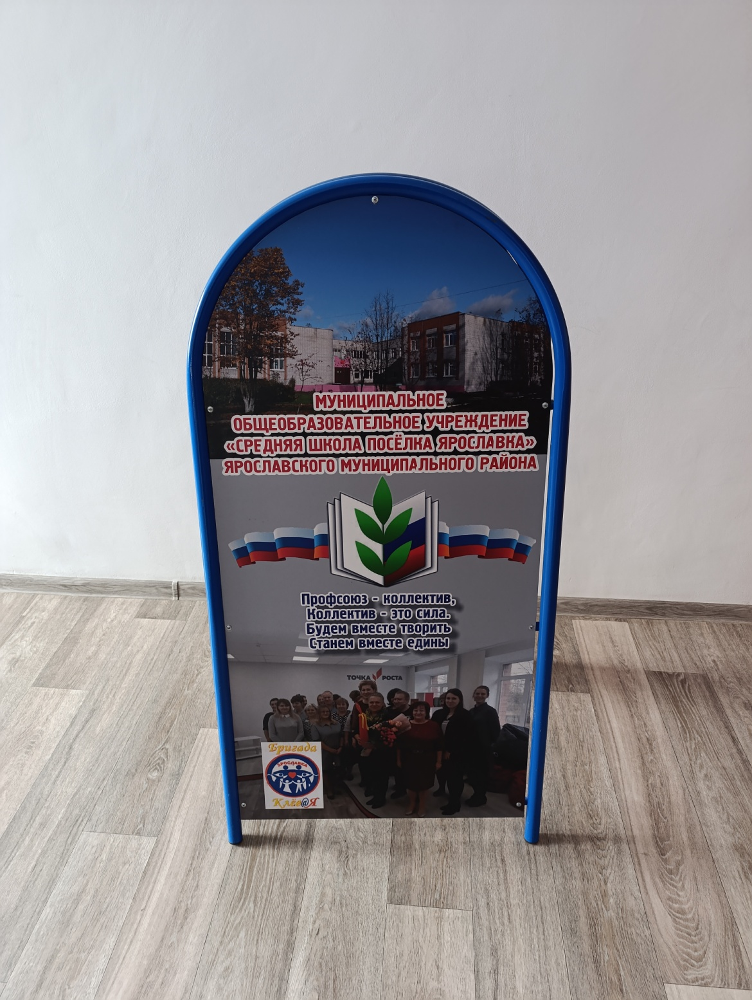 МУНИЦИПАЛЬНОЕ
ОБЩЕОБРАЗОВАТЕЛЬНОЕ УЧРЕЖДЕНИЕ
«СРЕДНЯЯ ШКОЛА ПОСЁЛКА ЯРОСЛАВКА»
ЯРОСЛАВСКОГО МУНИЦИПАЛЬНОГО РАЙОНА
Профсоюз - коллектив,
Коллектив - это сила.
Будем вместе творить
Станем вместе едины
ТОЧКА РОСТА
Бригада
ЯРОСЛАВКА
Клёв@Я